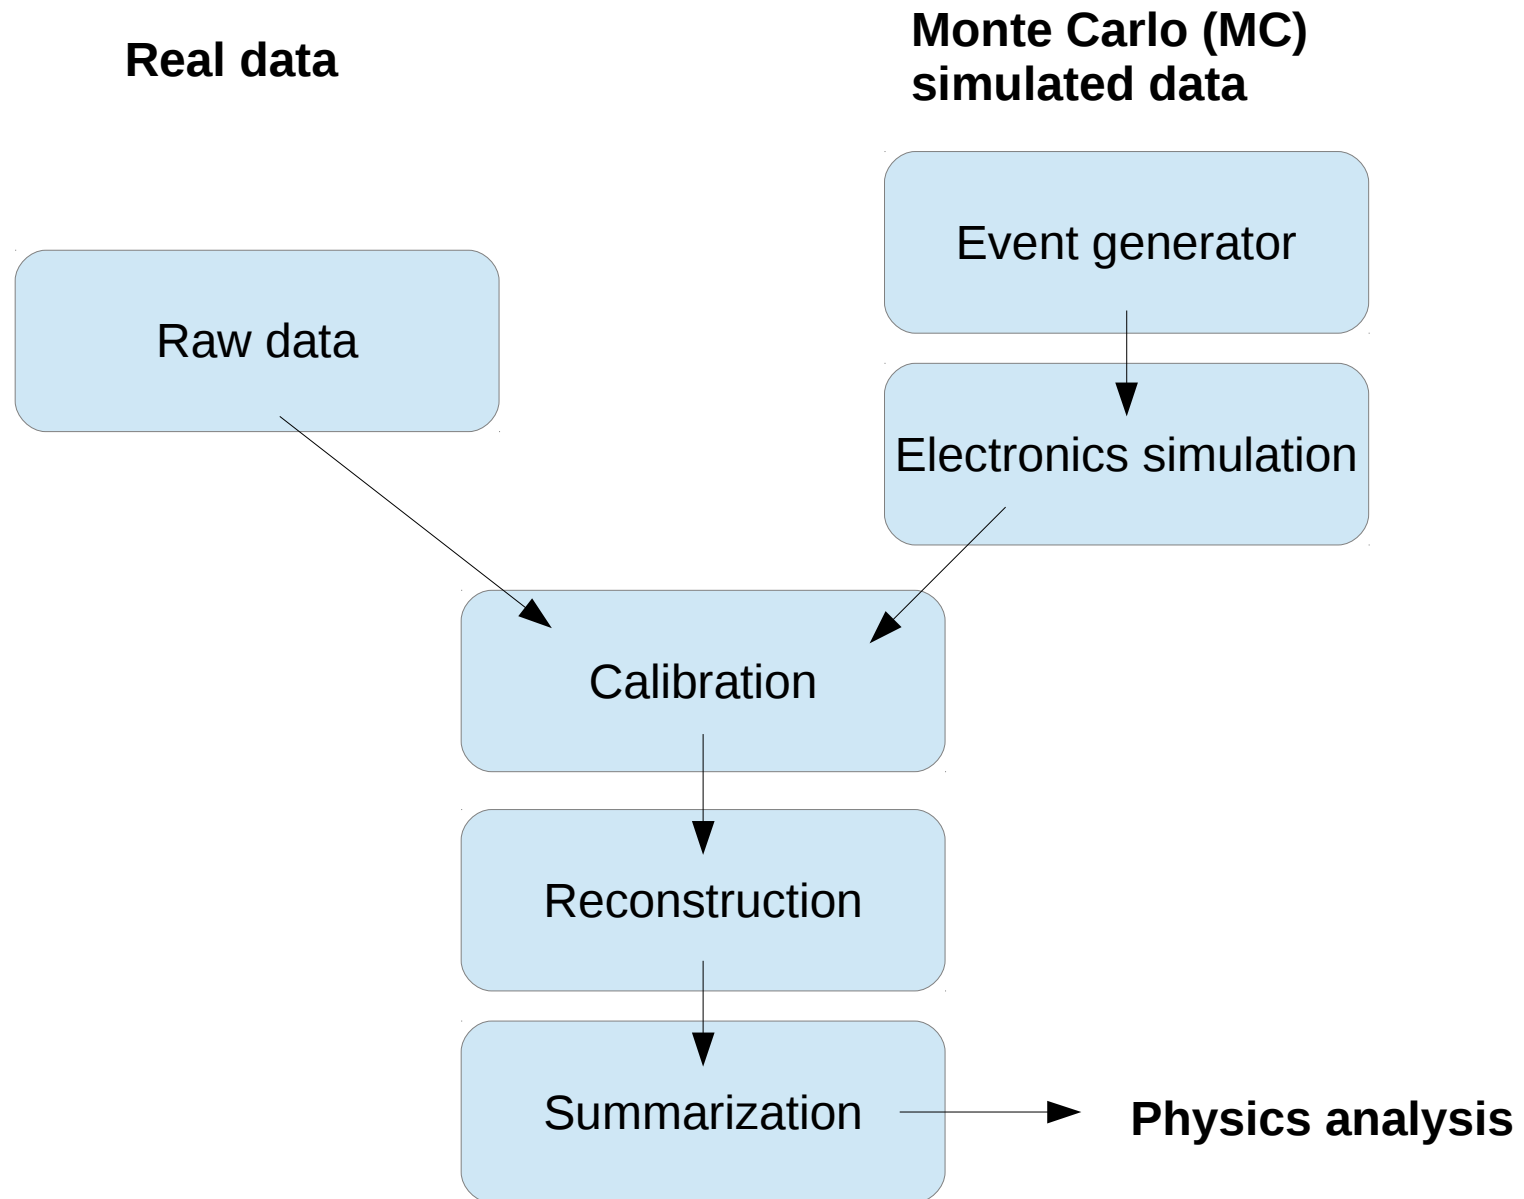 Real data
Monte Carlo (MC)
simulated data
Event generator
Raw data
Electronics simulation
Calibration
Reconstruction
Summarization
Physics analysis